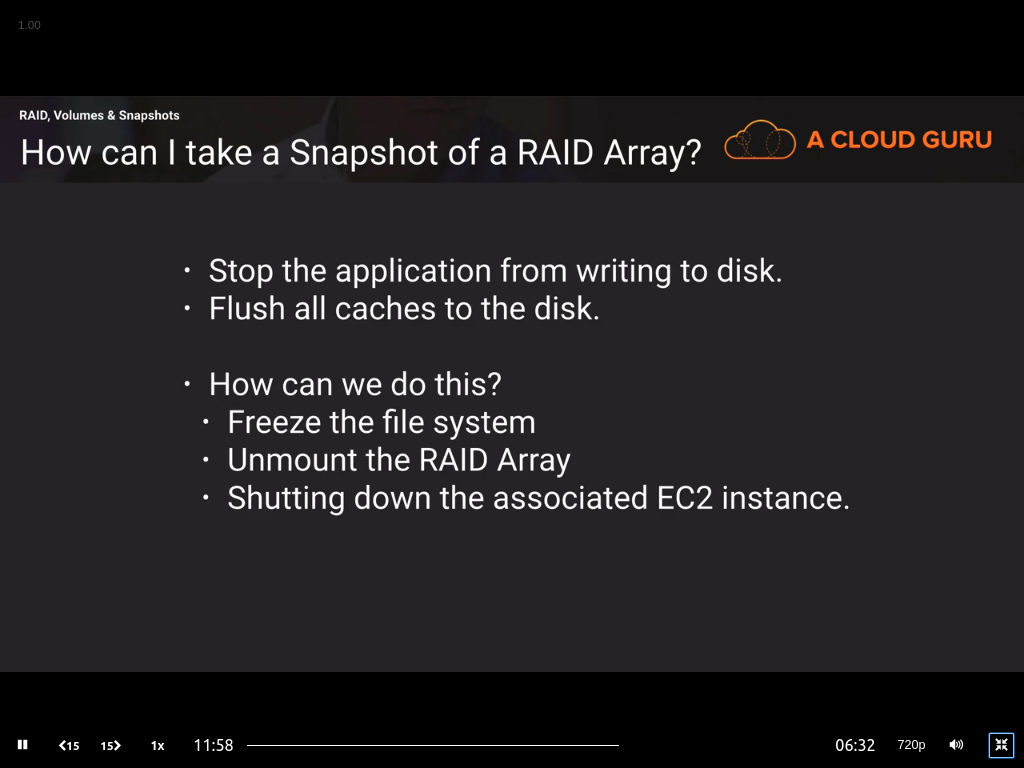 1.00
RAID, Volumes & Snapshots
How can I take a Snapshot of a RAID Array?
A CLOUD GURU
• Stop the application from writing to disk.
• Flush all caches to the disk.
• How can we do this?
• Freeze the file system
• Unmount the RAID Array
• Shutting down the associated EC2 instance.
15 15 1x 11:58 06:32 720p